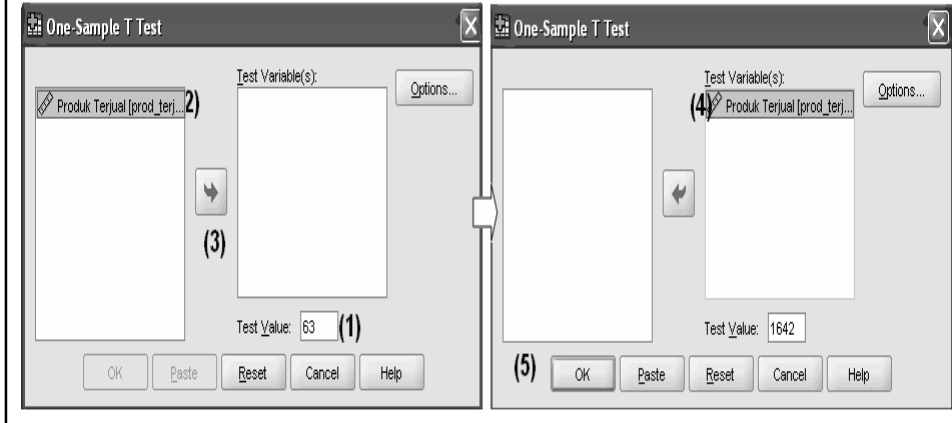 One-Sample T Test
Test Variable(s):
Options...
Produk Terjual [prod_terj... 2)
(3)
Test Value: 63 (1)
OK Paste Reset Cancel Help
One-Sample T Test
Test Variable(s):
Options...
(4) Produk Terjual [prod_terj...
Test Value: 1642
(5) OK Paste Reset Cancel Help